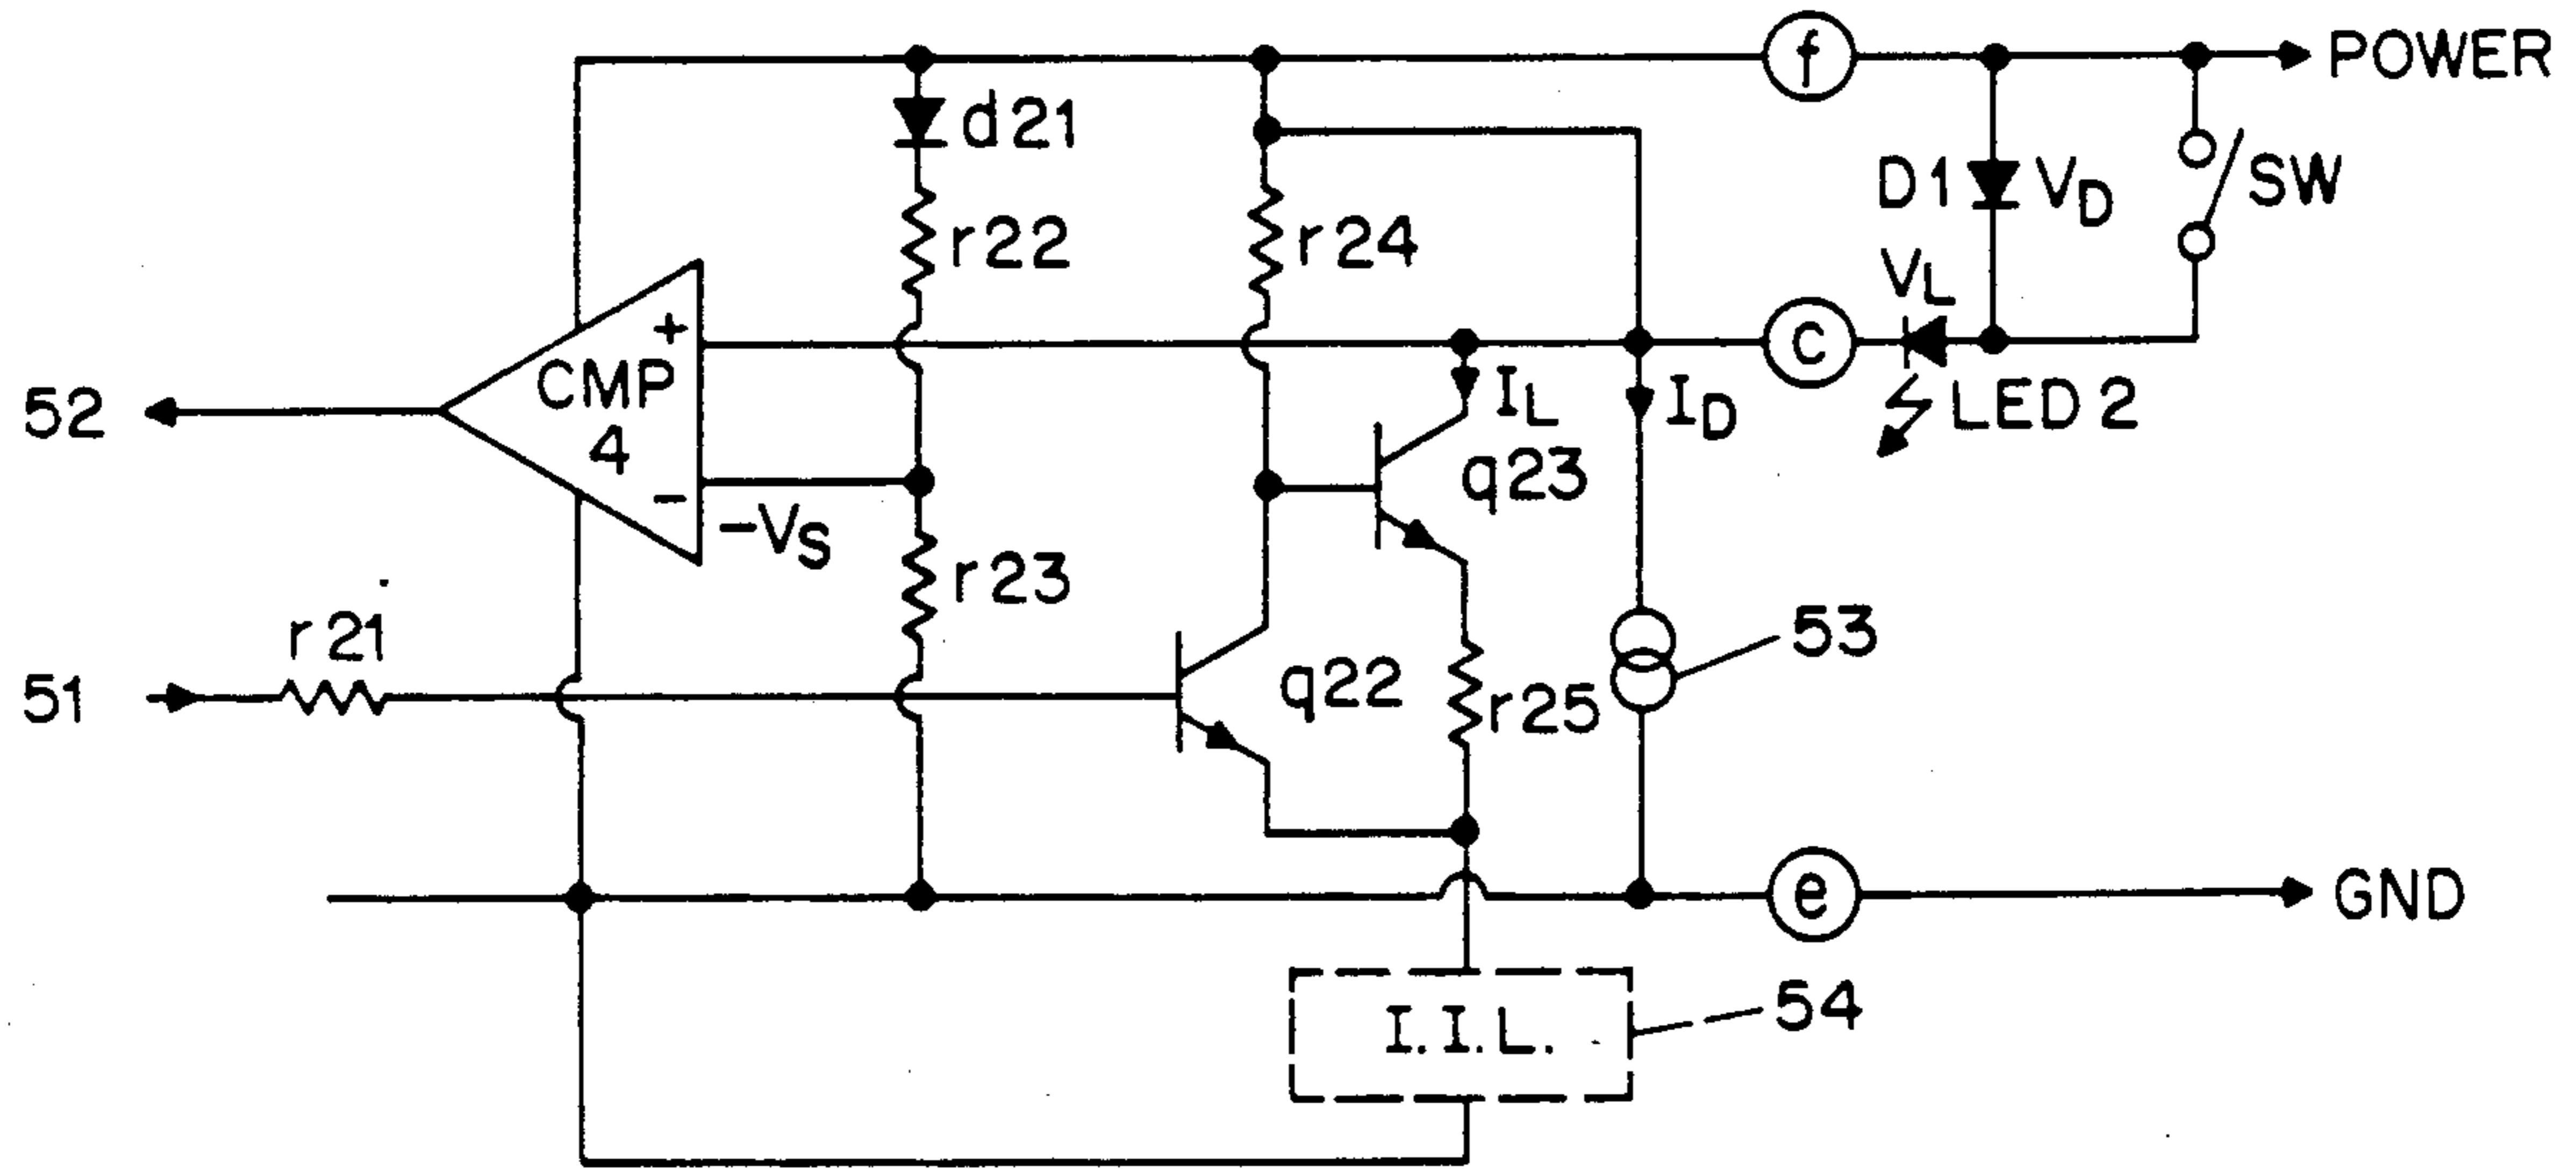 f
POWER
d21
D1
VD
SW
r22
r24
VL
+
c
CMP
4
IL
ID
LED 2
52
q23
−
-VS
r23
r21
53
51
q22
r25
e
GND
I.I.L.
54